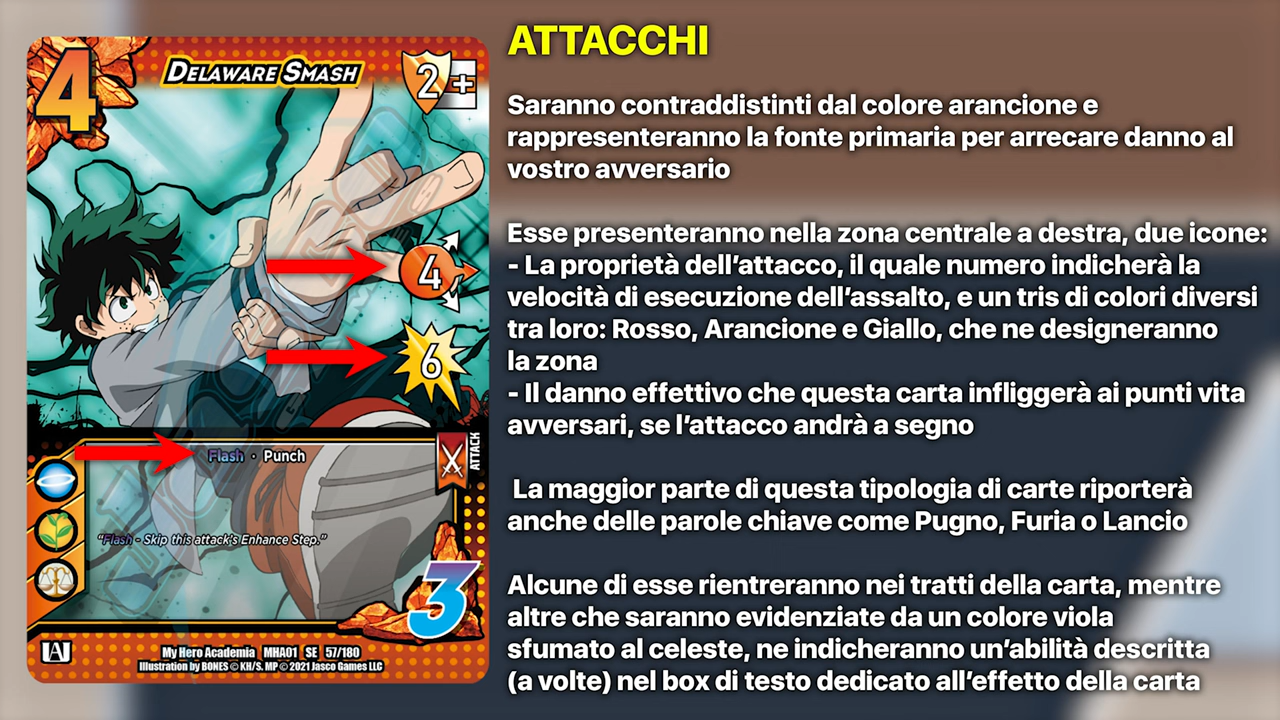 4
DELAWARE SMASH
2 +
4
6
ATTACK
Flash · Punch
"Flash - Skip this attack's Enhance Step."
3
UA
My Hero Academia MHA01 SE 57/180
Illustration by BONES © KH/S. MP © 2021 Jasco Games LLC
ATTACCHI
Saranno contraddistinti dal colore arancione e
rappresenteranno la fonte primaria per arrecare danno al
vostro avversario
Esse presenteranno nella zona centrale a destra, due icone:
- La proprietà dell'attacco, il quale numero indicherà la
velocità di esecuzione dell'assalto, e un tris di colori diversi
tra loro: Rosso, Arancione e Giallo, che ne designeranno
la zona
- Il danno effettivo che questa carta infliggerà ai punti vita
avversari, se l'attacco andrà a segno
La maggior parte di questa tipologia di carte riporterà
anche delle parole chiave come Pugno, Furia o Lancio
Alcune di esse rientreranno nei tratti della carta, mentre
altre che saranno evidenziate da un colore viola
sfumato al celeste, ne indicheranno un'abilità descritta
(a volte) nel box di testo dedicato all'effetto della carta